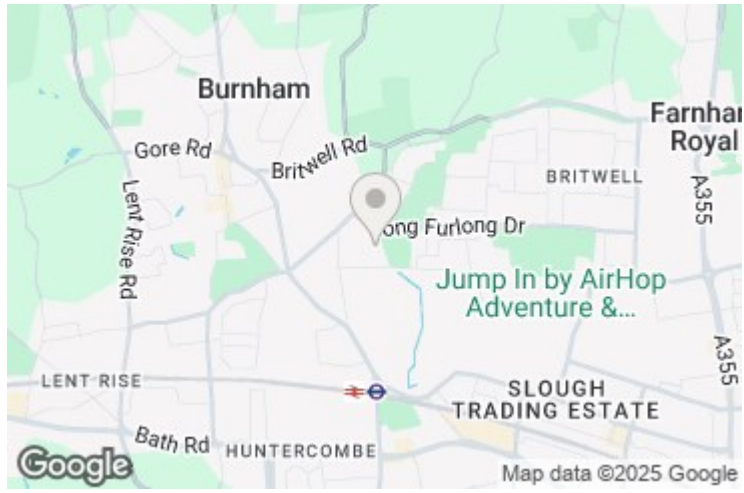 Burnham
Farnham
Royal
Gore Rd
Britwell Rd
BRITWELL
A355
Lent Rise Rd
ong Furlong Dr
Jump In by AirHop
Adventure &...
A355
LENT RISE
SLOUGH
TRADING ESTATE
Bath Rd
HUNTERCOMBE
Google
Map data ©2025 Google